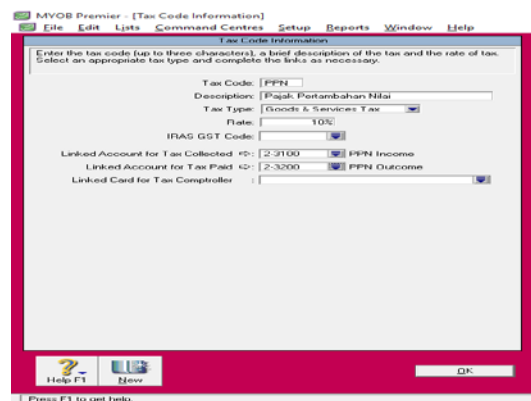 MYOB Premier - [Tax Code Information]
File Edit Lists Command Centres Setup Reports Window Help
Tax Code Information
Enter the tax code (up to three characters), a brief description of the tax and the rate of tax.
Select an appropriate tax type and complete the links as necessary.
Tax Code: PPN
Description: Pajak Pertambahan Nilai
Tax Type: Goods & Services Tax
Rate: 10%
IRAS GST Code:
Linked Account for Tax Collected ⇨: 2-3100 PPN Income
Linked Account for Tax Paid ⇨: 2-3200 PPN Outcome
Linked Card for Tax Comptroller :
Help F1 New OK
Press F1 to get help.